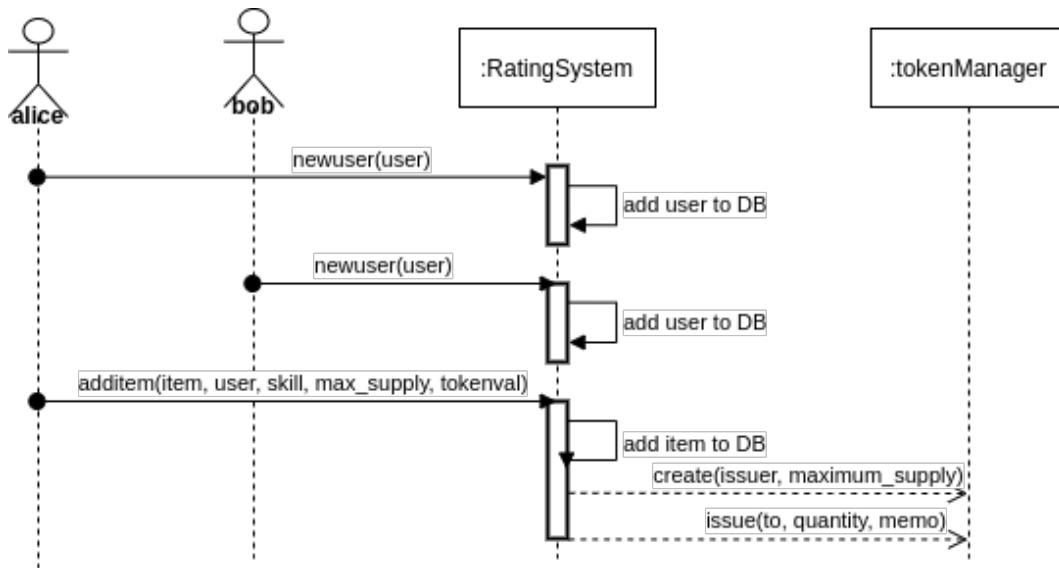 :RatingSystem
:tokenManager
alice
bob
newuser(user)
add user to DB
newuser(user)
add user to DB
additem(item, user, skill, max_supply, tokenval)
add item to DB
create(issuer, maximum_supply)
issue(to, quantity, memo)